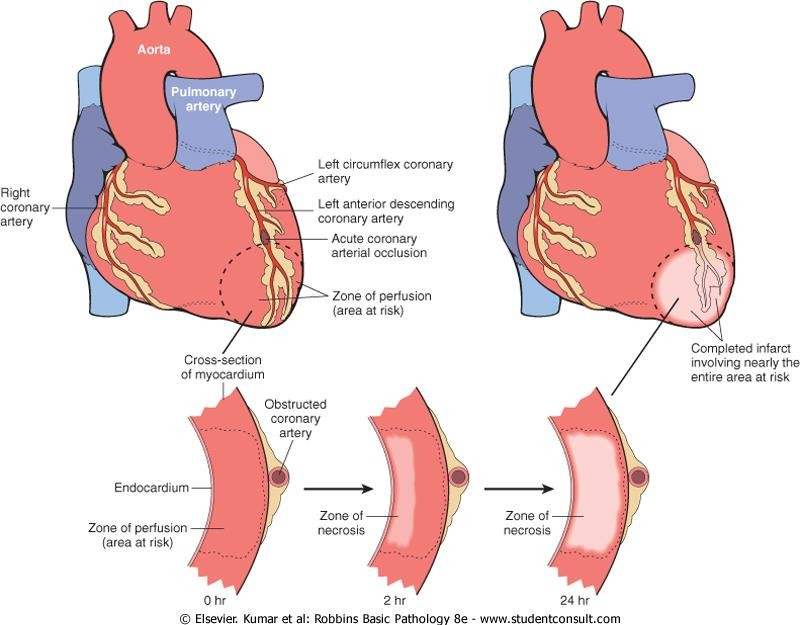 Aorta
Pulmonary
artery
Left circumflex coronary
artery
Right
coronary
artery
Left anterior descending
coronary artery
Acute coronary
arterial occlusion
Zone of perfusion
(area at risk)
Completed infarct
involving nearly the
entire area at risk
Cross-section
of myocardium
Obstructed
coronary
artery
Endocardium
Zone of perfusion
(area at risk)
Zone of
necrosis
Zone of
necrosis
0 hr
2 hr
24 hr
© Elsevier. Kumar et al: Robbins Basic Pathology 8e - www.studentconsult.com